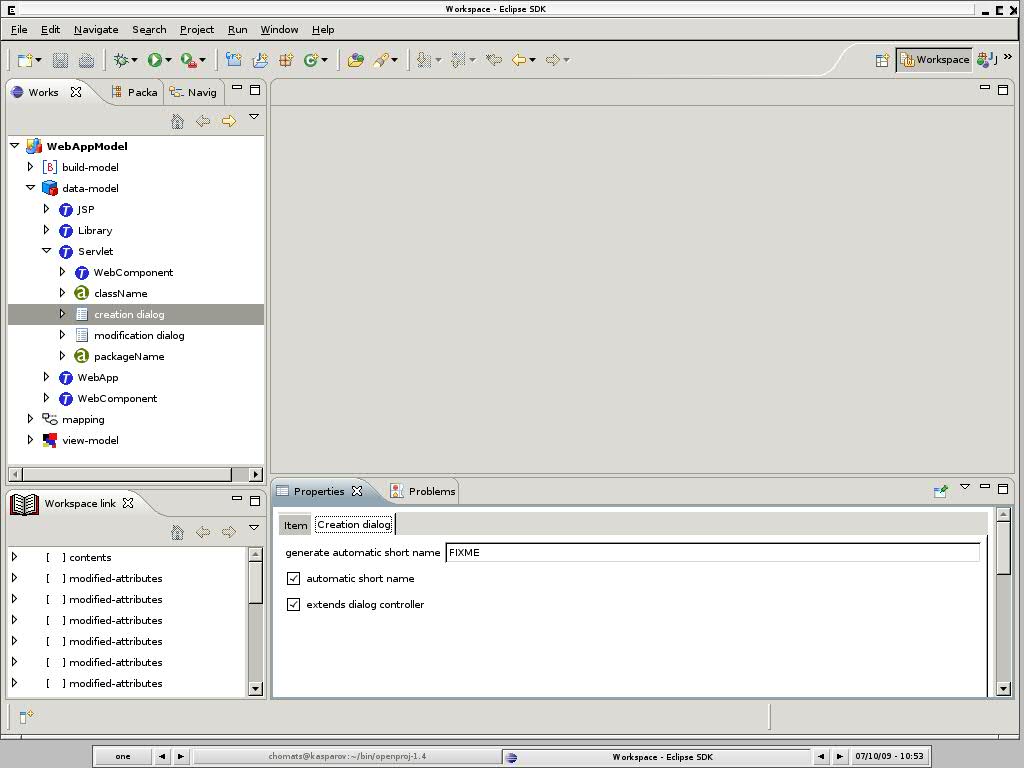 Workspace - Eclipse SDK
File Edit Navigate Search Project Run Window Help
Workspace J »
Works Packa Navig
WebAppModel
[B] build-model
data-model
T JSP
T Library
T Servlet
T WebComponent
a className
creation dialog
modification dialog
a packageName
T WebApp
T WebComponent
mapping
view-model
Workspace link
[ ] contents
[ ] modified-attributes
[ ] modified-attributes
[ ] modified-attributes
[ ] modified-attributes
[ ] modified-attributes
[ ] modified-attributes
Properties Problems
Item Creation dialog
generate automatic short name FIXME
automatic short name
extends dialog controller
one chomats@kasparov:~/bin/openproj-1.4 Workspace - Eclipse SDK 07/10/09 - 10:53